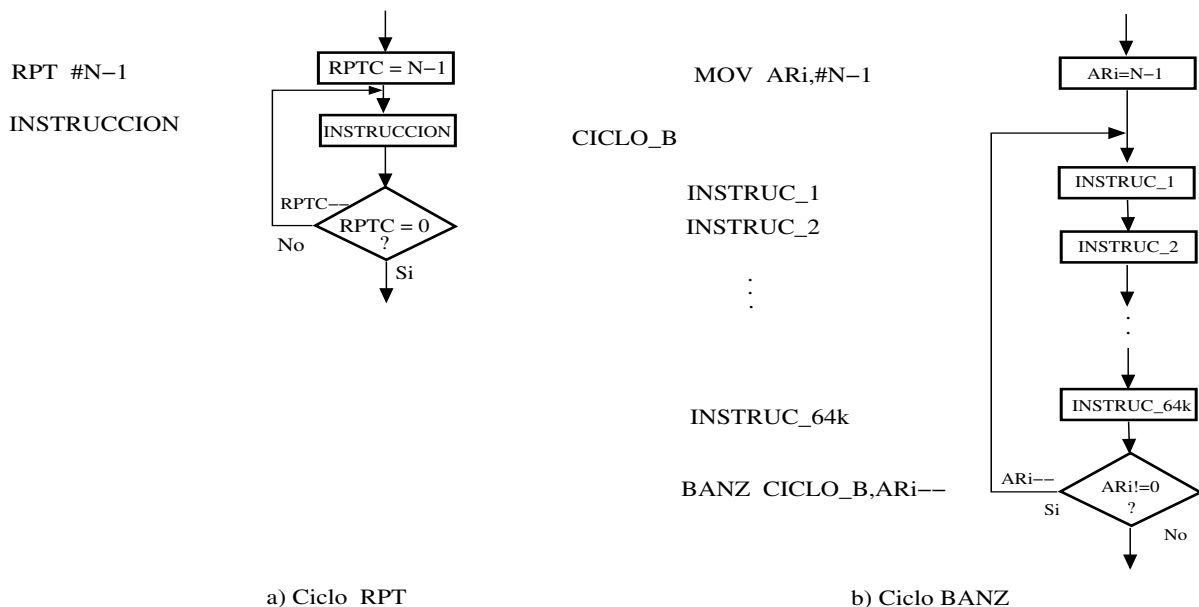 RPT #N−1
INSTRUCCION
RPTC = N−1
INSTRUCCION
RPTC−−
RPTC = 0
?
No
Si
a) Ciclo RPT
MOV ARi,#N−1
CICLO_B
INSTRUC_1
INSTRUC_2
. . .
INSTRUC_64k
BANZ CICLO_B,ARi−−
ARi=N−1
INSTRUC_1
INSTRUC_2
. . .
INSTRUC_64k
ARi−−
ARi!=0
?
Si
No
b) Ciclo BANZ